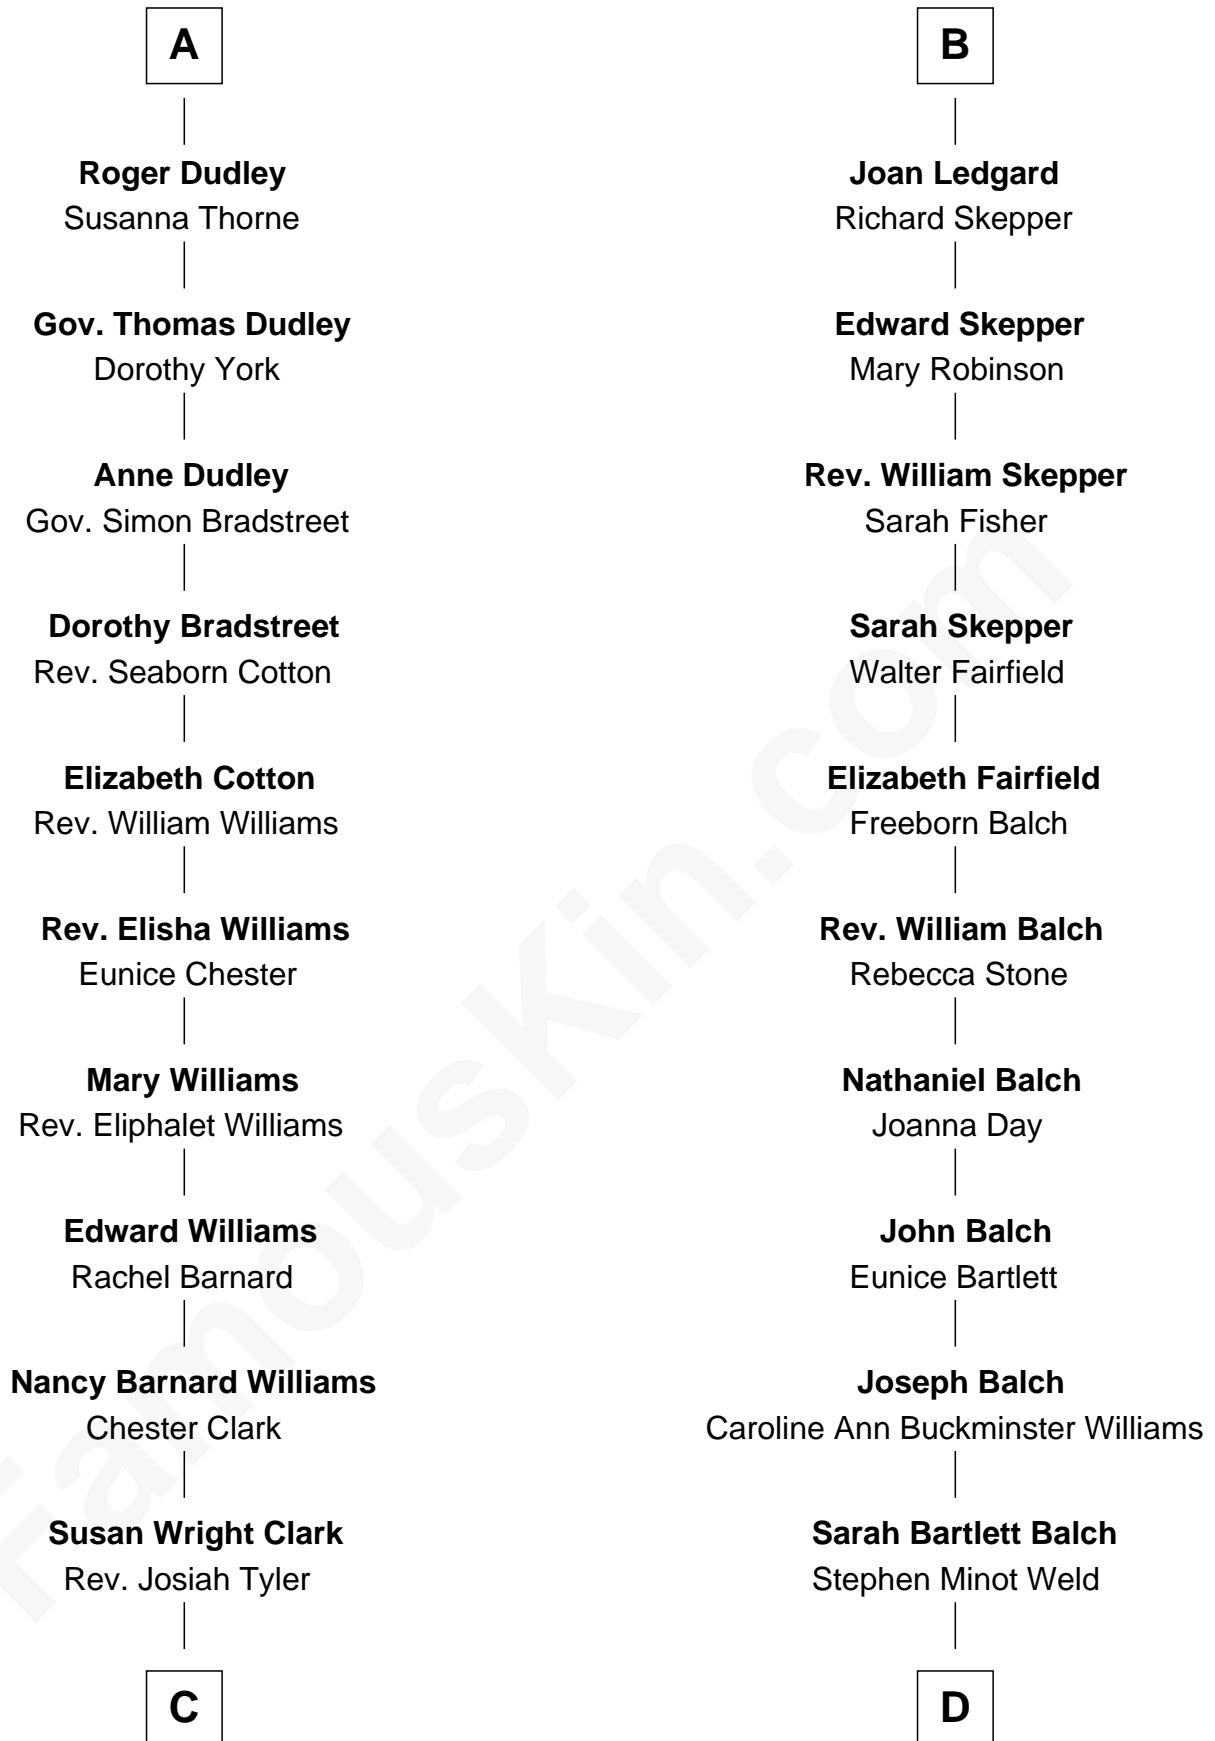 A
Roger Dudley
Susanna Thorne
Gov. Thomas Dudley
Dorothy York
Anne Dudley
Gov. Simon Bradstreet
Dorothy Bradstreet
Rev. Seaborn Cotton
Elizabeth Cotton
Rev. William Williams
Rev. Elisha Williams
Eunice Chester
Mary Williams
Rev. Eliphalet Williams
Edward Williams
Rachel Barnard
Nancy Barnard Williams
Chester Clark
Susan Wright Clark
Rev. Josiah Tyler
C
B
Joan Ledgard
Richard Skepper
Edward Skepper
Mary Robinson
Rev. William Skepper
Sarah Fisher
Sarah Skepper
Walter Fairfield
Elizabeth Fairfield
Freeborn Balch
Rev. William Balch
Rebecca Stone
Nathaniel Balch
Joanna Day
John Balch
Eunice Bartlett
Joseph Balch
Caroline Ann Buckminster Williams
Sarah Bartlett Balch
Stephen Minot Weld
D
FamousKin.com